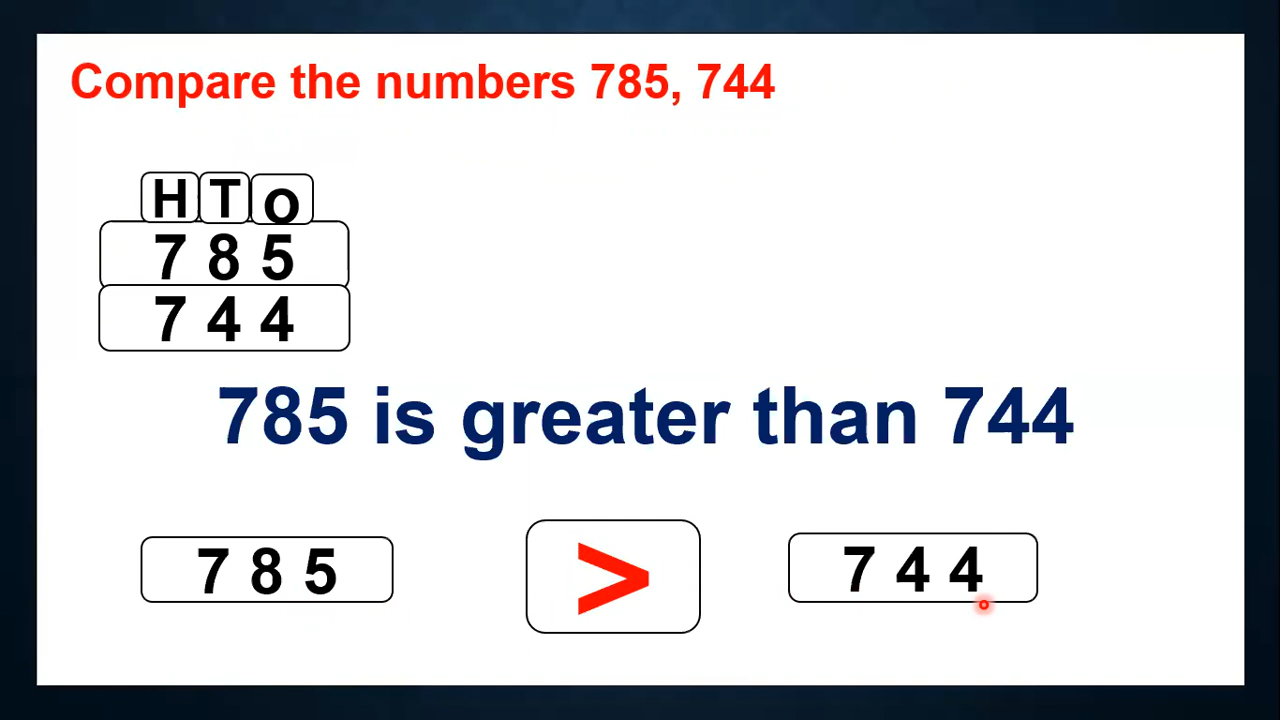 Compare the numbers 785, 744
H T o
7 8 5
7 4 4
785 is greater than 744
7 8 5 > 7 4 4